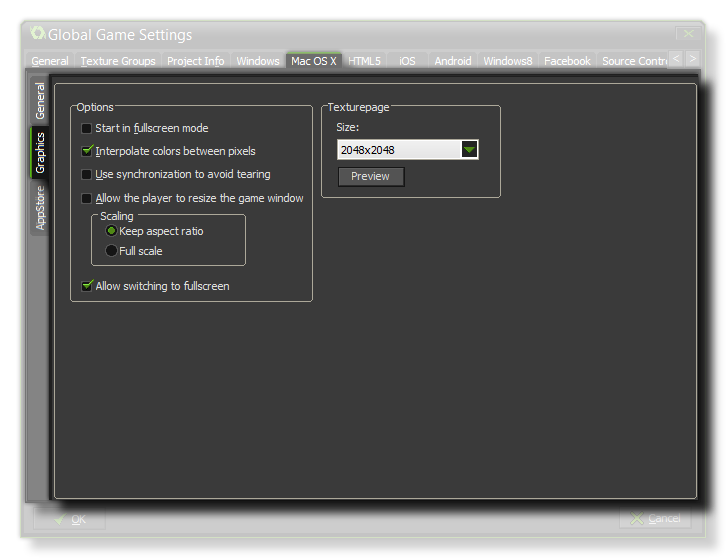 Global Game Settings
General Texture Groups Project Info Windows Mac OS X HTML5 iOS Android Windows8 Facebook Source Contro < >
General
Graphics
AppStore
Options
Start in fullscreen mode
Interpolate colors between pixels
Use synchronization to avoid tearing
Allow the player to resize the game window
Scaling
Keep aspect ratio
Full scale
Allow switching to fullscreen
Texturepage
Size:
2048x2048
Preview
OK
Cancel